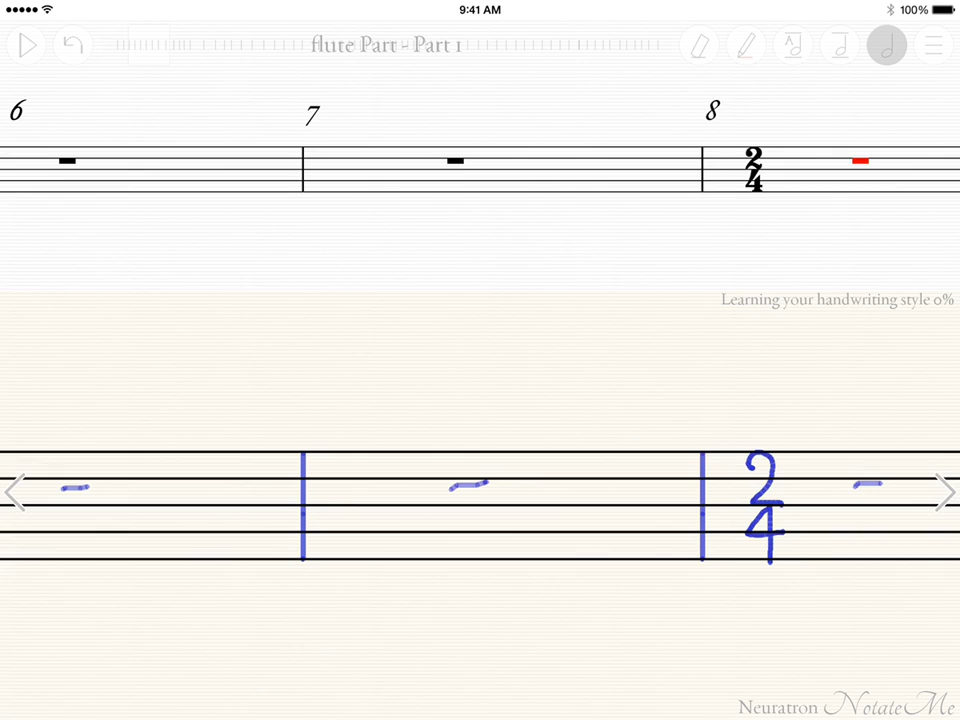 9:41 AM
100%
flute Part - Part 1
6
7
8
2
4
Learning your handwriting style 0%
2
4
Neuratron NotateMe